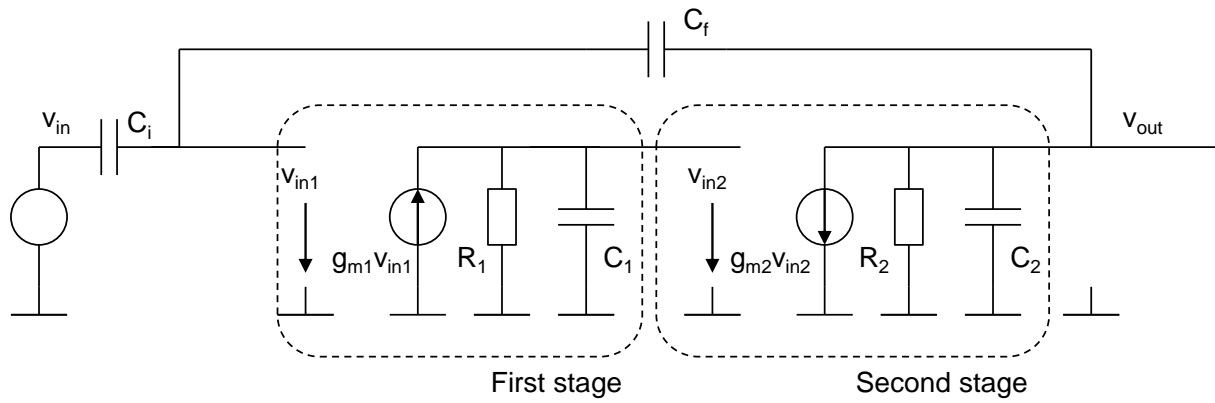 C_f
v_in
C_i
v_out
v_in1
v_in2
g_m1v_in1
R_1
C_1
g_m2v_in2
R_2
C_2
First stage
Second stage